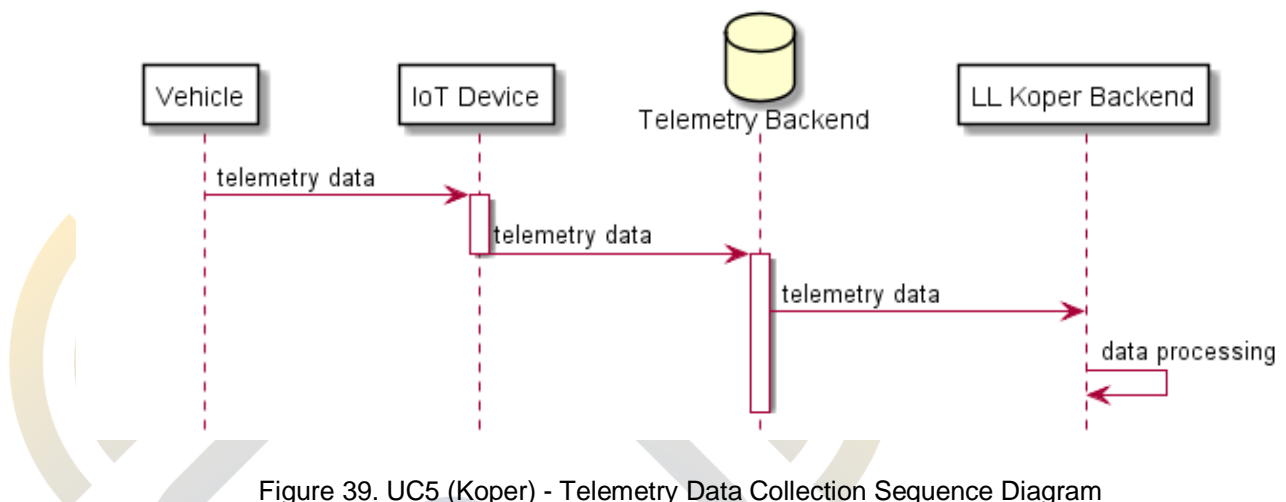 Vehicle
IoT Device
Telemetry Backend
LL Koper Backend
telemetry data
telemetry data
telemetry data
data processing
Figure 39. UC5 (Koper) - Telemetry Data Collection Sequence Diagram